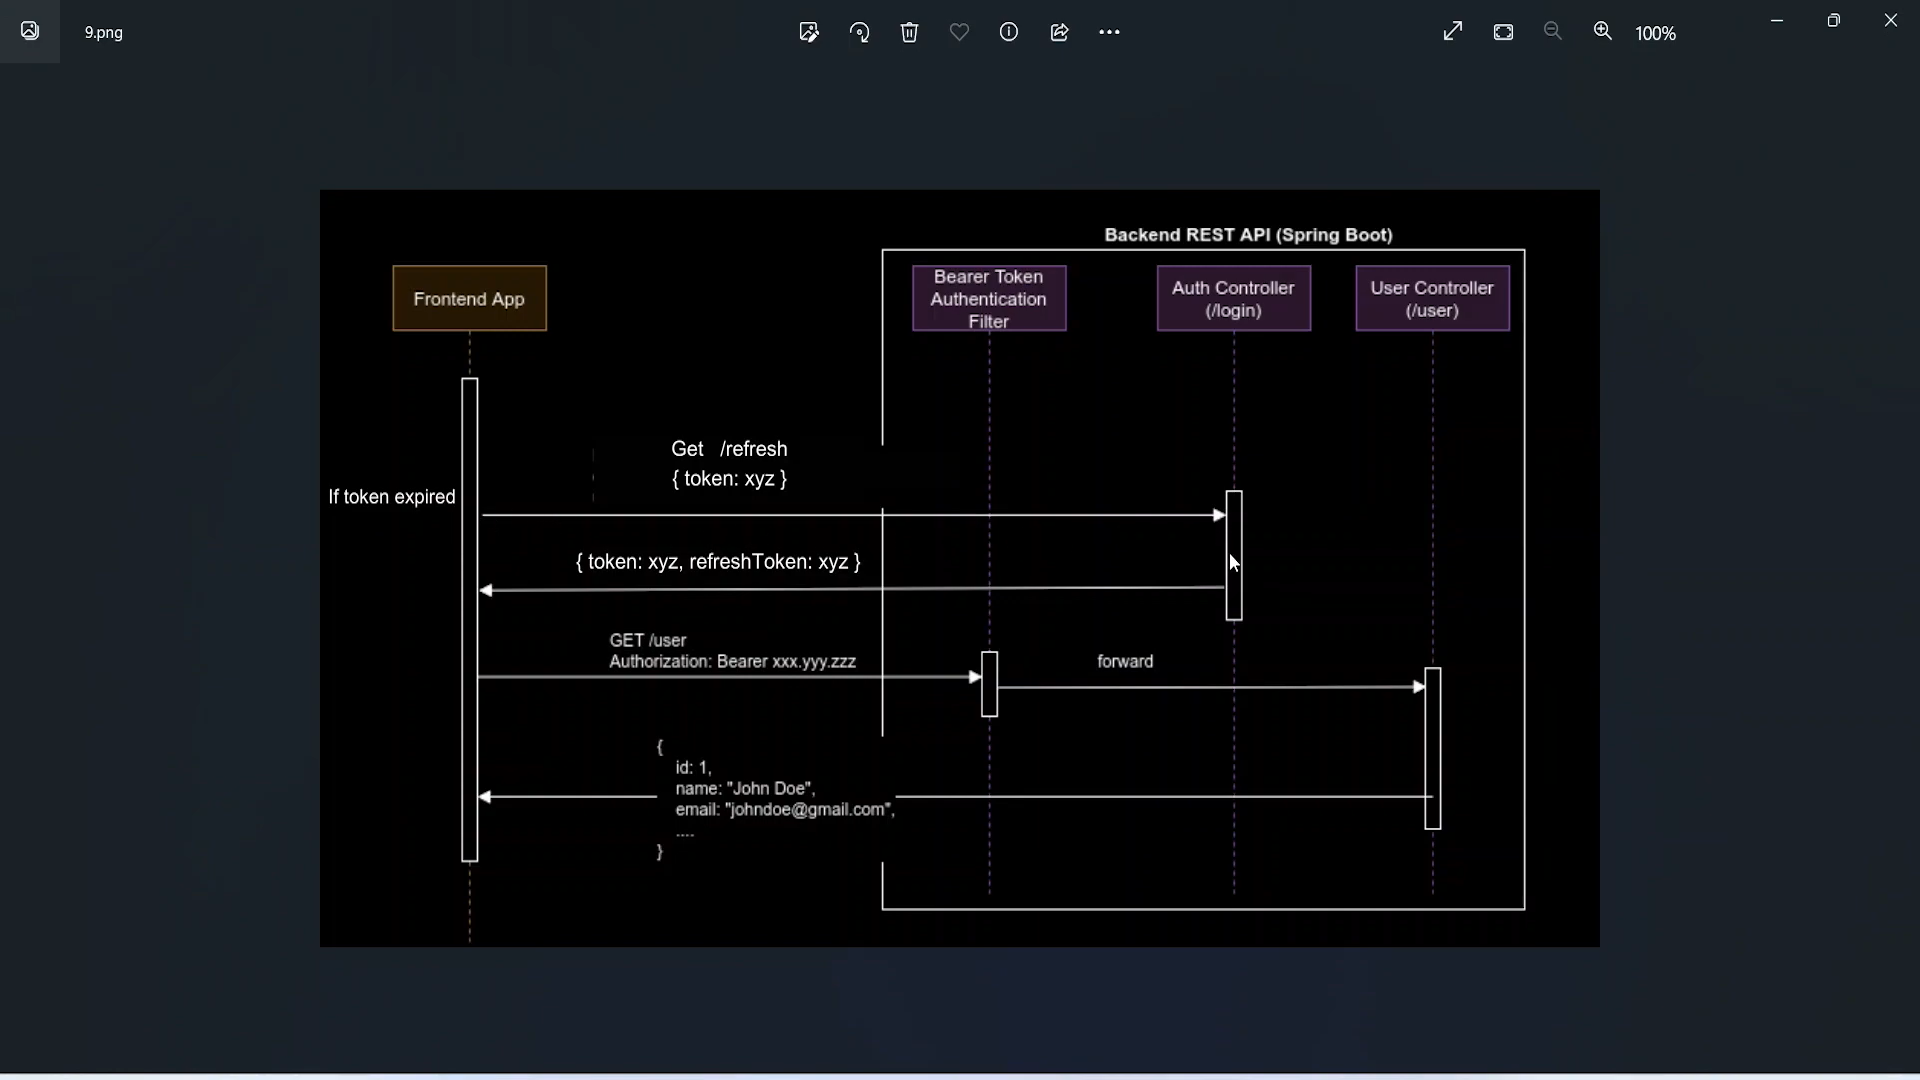 9.png
100%
Backend REST API (Spring Boot)
Frontend App
Bearer Token
Authentication
Filter
Auth Controller
(/login)
User Controller
(/user)
Get /refresh
{ token: xyz }
If token expired
{ token: xyz, refreshToken: xyz }
GET /user
Authorization: Bearer xxx.yyy.zzz
forward
{
id: 1,
name: "John Doe",
email: "johndoe@gmail.com",
....
}